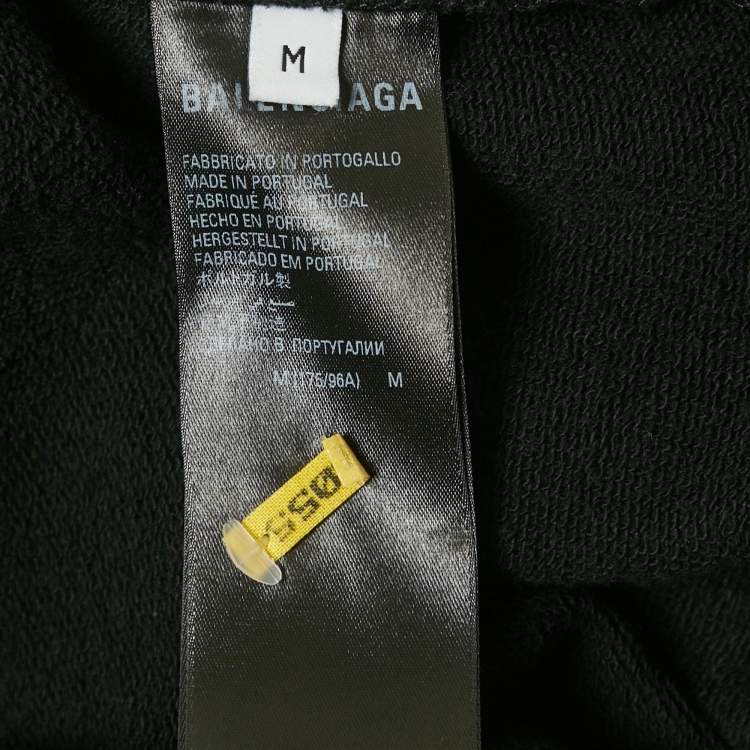 M
BALENCIAGA
FABBRICATO IN PORTOGALLO
MADE IN PORTUGAL
FABRIQUÉ AU PORTUGAL
HECHO EN PORTUGAL
HERGESTELLT IN PORTUGAL
FABRICADO EM PORTUGAL
ポルトガル製
СДЕЛАНО В ПОРТУГАЛИИ
M (175/96A) M
055